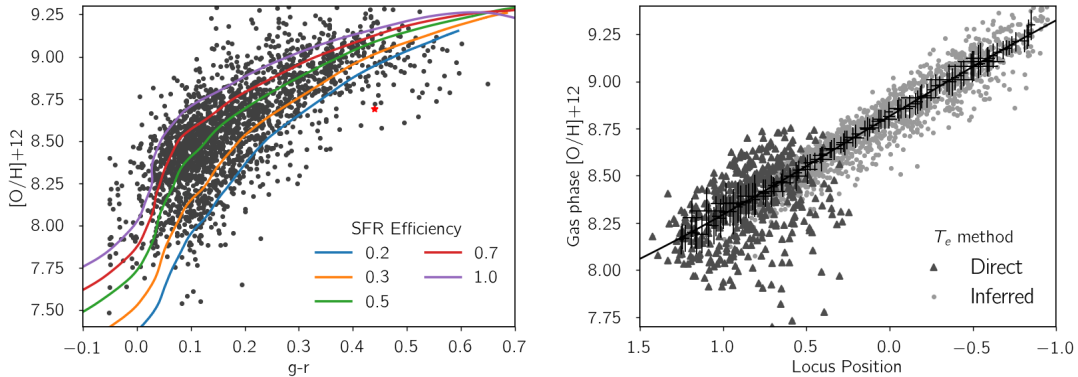 9.25
9.00
8.75
8.50
8.25
8.00
7.75
7.50
[O/H]+12
−0.1 0.0 0.1 0.2 0.3 0.4 0.5 0.6 0.7
g-r
SFR Efficiency
0.2 0.7
0.3 1.0
0.5
9.25
9.00
8.75
8.50
8.25
8.00
7.75
Gas phase [O/H]+12
1.5 1.0 0.5 0.0 −0.5 −1.0
Locus Position
Te method
Direct
Inferred